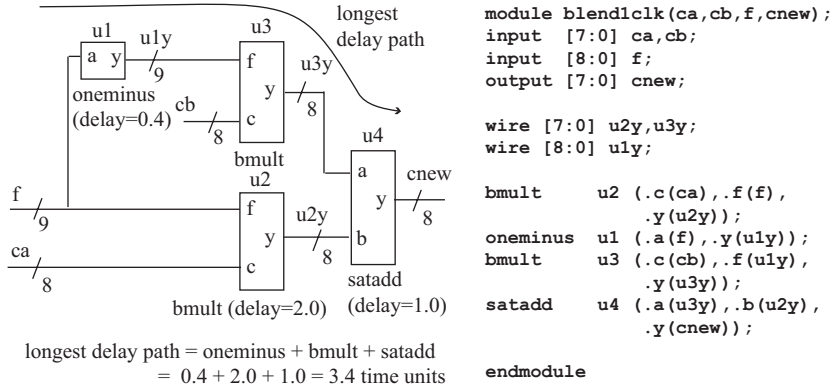 longest
delay path
u3
u1
u1y
a y
f
u3y
9
oneminus
(delay=0.4)
cb
y
8
8
c
u4
bmult
a
cnew
u2
f
f
y
9
u2y
8
y
b
8
ca
c
8
satadd
(delay=1.0)
bmult (delay=2.0)
longest delay path = oneminus + bmult + satadd
= 0.4 + 2.0 + 1.0 = 3.4 time units
module blend1clk(ca,cb,f,cnew);
input [7:0] ca,cb;
input [8:0] f;
output [7:0] cnew;
wire [7:0] u2y,u3y;
wire [8:0] u1y;
bmult u2 (.c(ca),.f(f),
.y(u2y));
oneminus u1 (.a(f),.y(u1y));
bmult u3 (.c(cb),.f(u1y),
.y(u3y));
satadd u4 (.a(u3y),.b(u2y),
.y(cnew));
endmodule